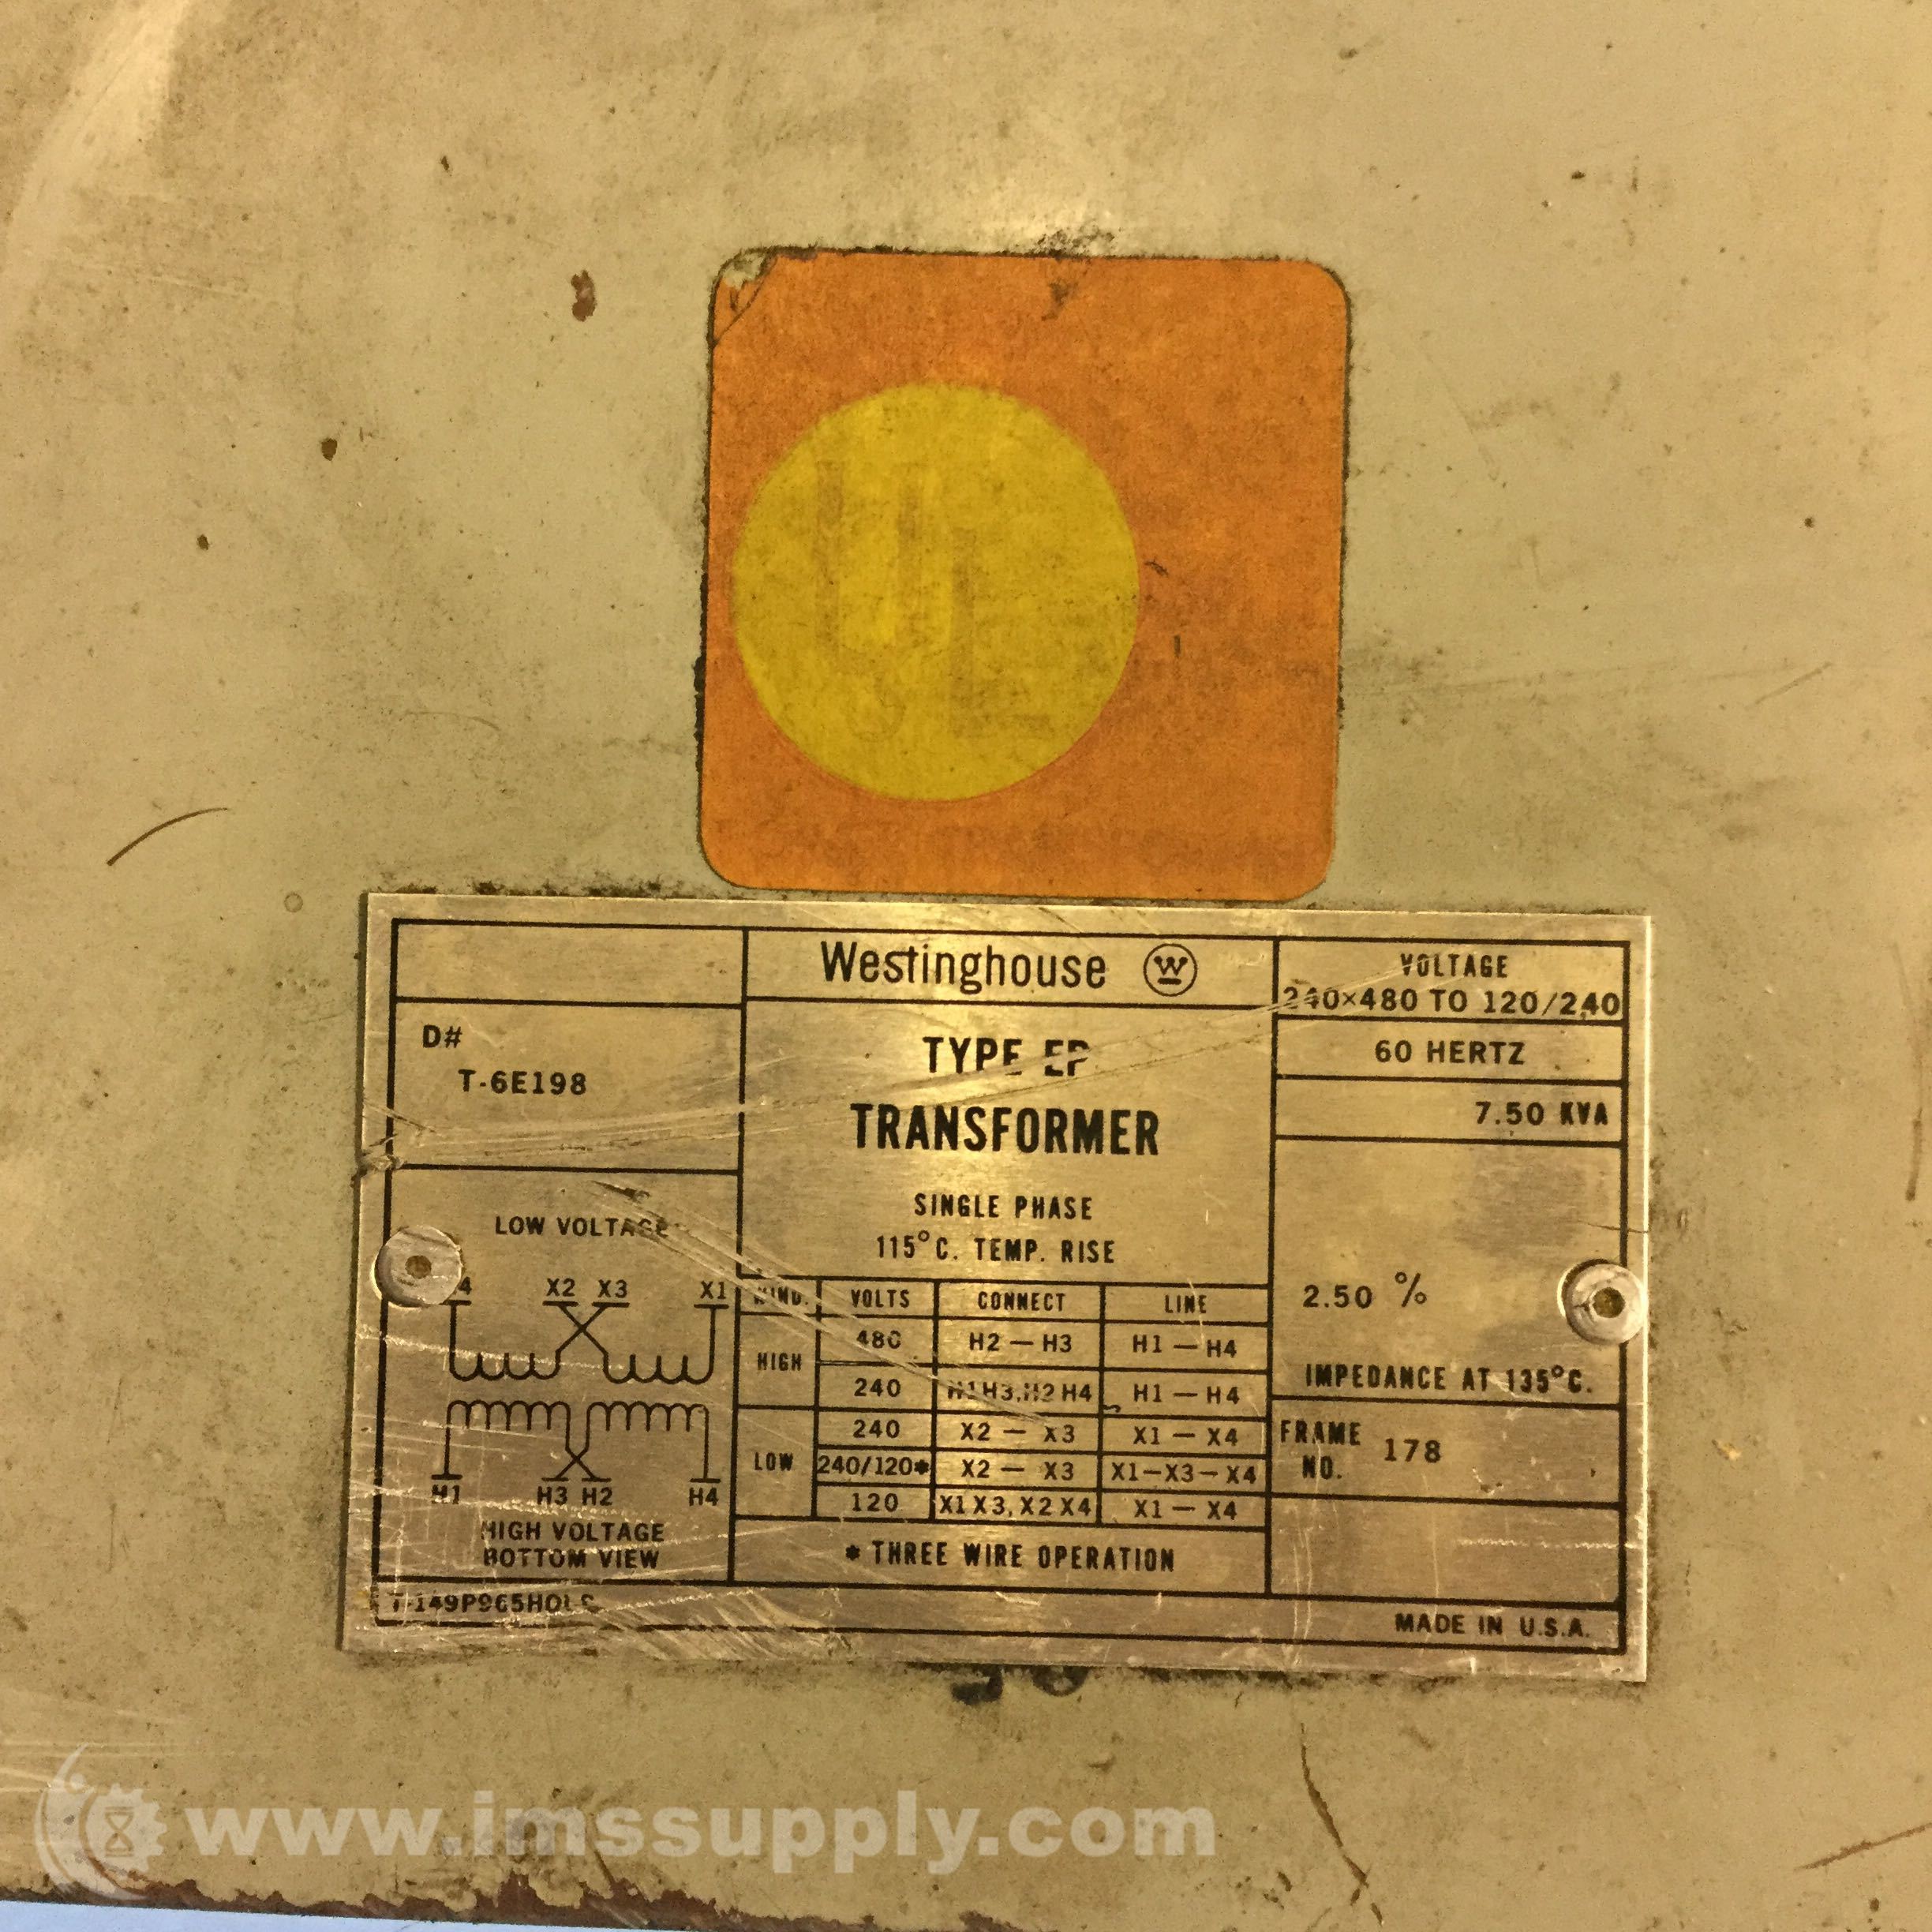 UL
Westinghouse W
VOLTAGE
240×480 TO 120/240
60 HERTZ
7.50 KVA
D#
T-6E198
TYPE EP
TRANSFORMER
SINGLE PHASE
115°C. TEMP. RISE
LOW VOLTAGE
4 X2 X3 X1
H1 H3 H2 H4
HIGH VOLTAGE
BOTTOM VIEW
WIND. VOLTS CONNECT LINE
HIGH
480 H2 — H3 H1 — H4
240 H1H3,H2H4 H1 — H4
LOW
240 X2 — X3 X1 — X4
240/120* X2 — X3 X1—X3—X4
120 X1X3,X2X4 X1 — X4
* THREE WIRE OPERATION
2.50 %
IMPEDANCE AT 135°C.
FRAME NO. 178
MADE IN U.S.A.
www.imssupply.com